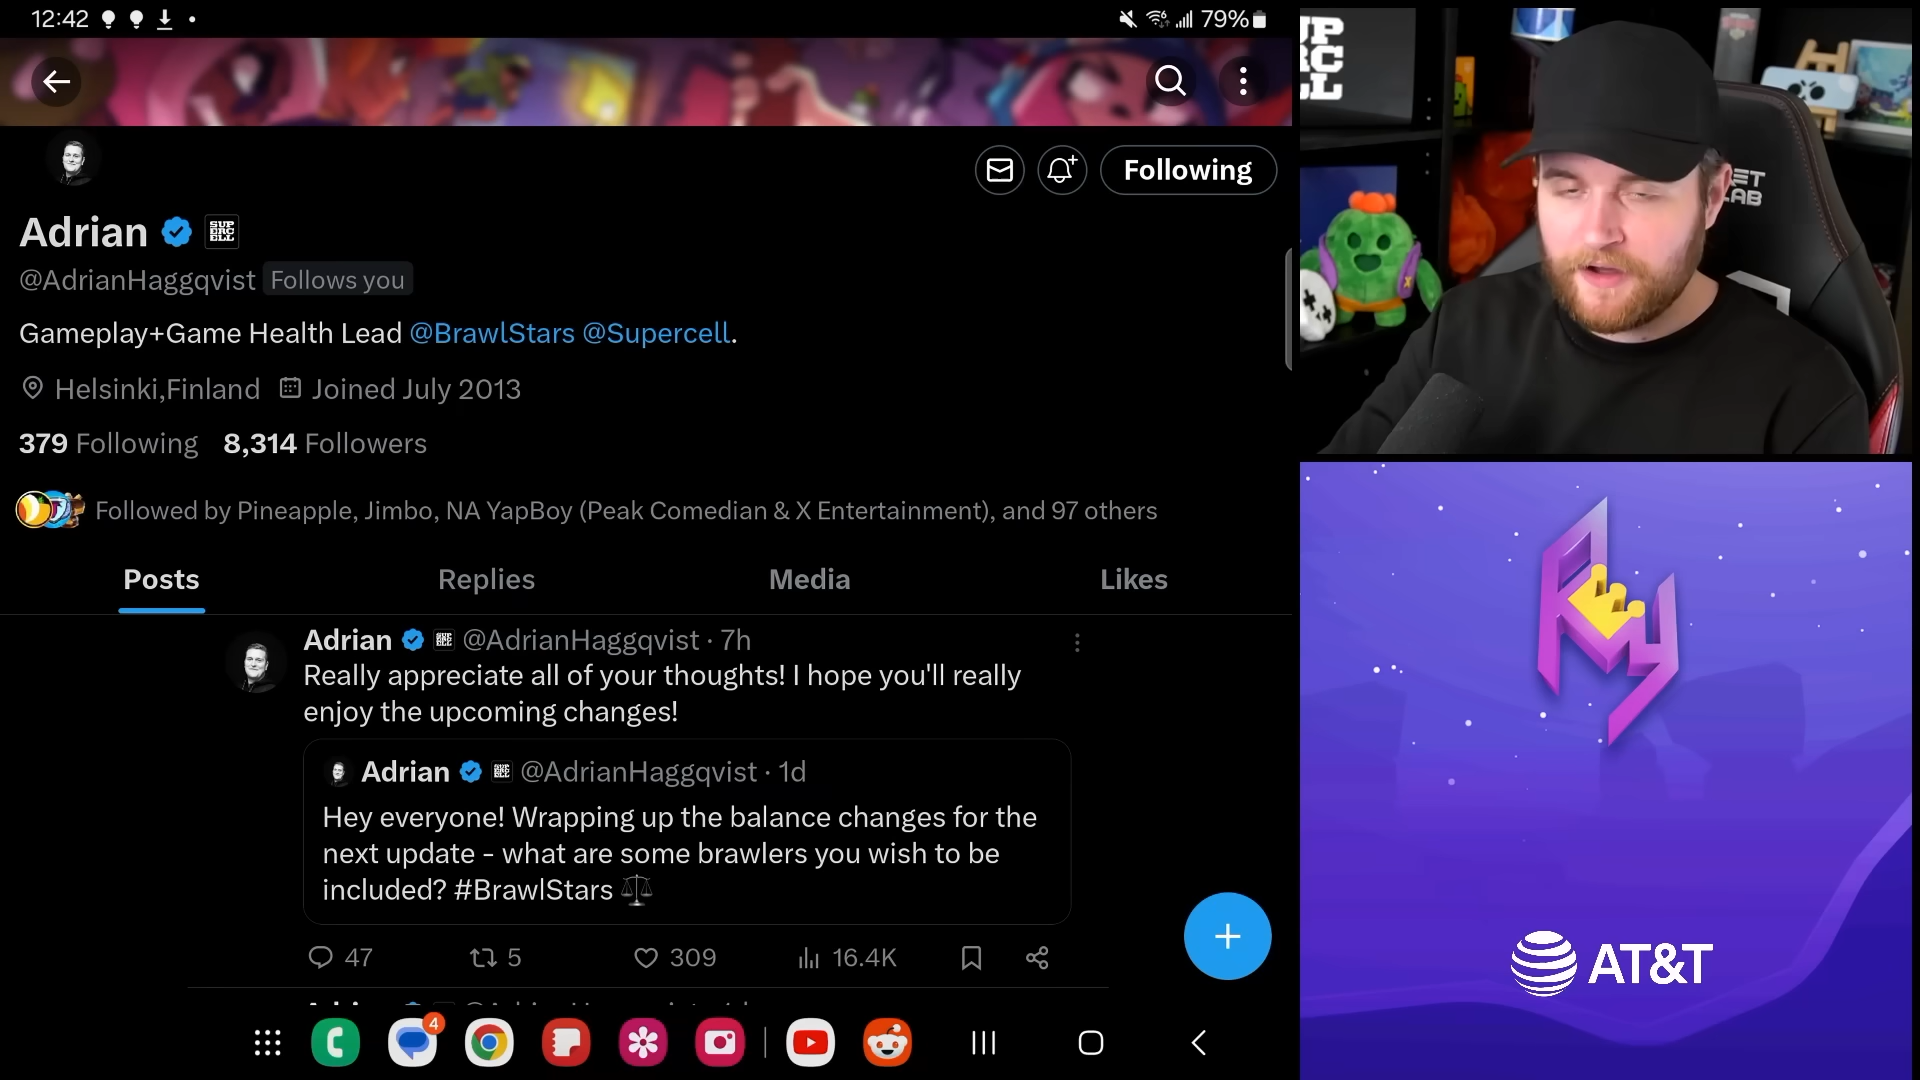 12:42
79%
Following
Adrian
SUPERCELL
@AdrianHaggqvist Follows you
Gameplay+Game Health Lead @BrawlStars @Supercell.
Helsinki,Finland Joined July 2013
379 Following 8,314 Followers
Followed by Pineapple, Jimbo, NA YapBoy (Peak Comedian & X Entertainment), and 97 others
Posts Replies Media Likes
Adrian @AdrianHaggqvist · 7h
Really appreciate all of your thoughts! I hope you'll really
enjoy the upcoming changes!
Adrian @AdrianHaggqvist · 1d
Hey everyone! Wrapping up the balance changes for the
next update - what are some brawlers you wish to be
included? #BrawlStars
47 5 309 16.4K
4
AT&T